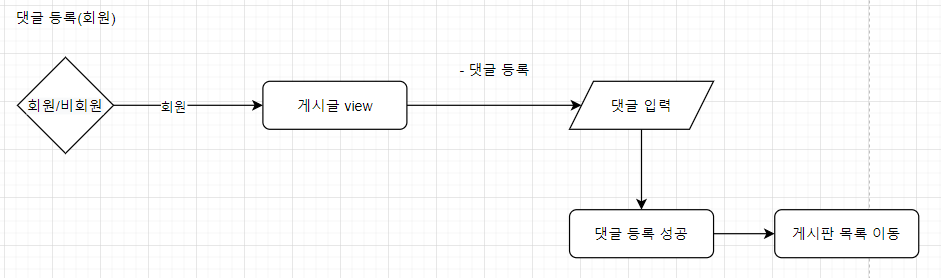 댓글 등록(회원)
회원/비회원
회원
게시글 view
- 댓글 등록
댓글 입력
댓글 등록 성공
게시판 목록 이동